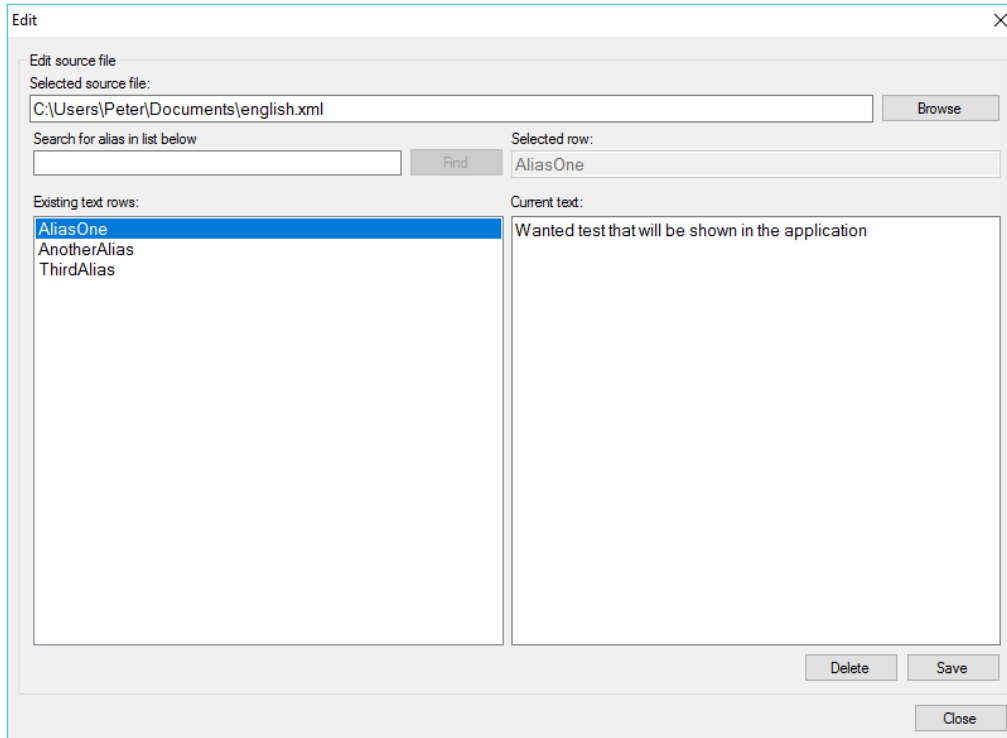 Edit
Edit source file
Selected source file:
C:\Users\Peter\Documents\english.xml
Browse
Search for alias in list below
Find
Selected row:
AliasOne
Existing text rows:
AliasOne
AnotherAlias
ThirdAlias
Current text:
Wanted test that will be shown in the application
Delete
Save
Close